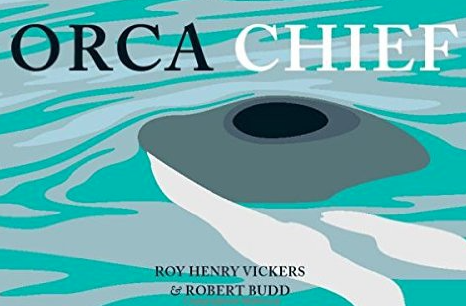 ORCA CHIEF
ROY HENRY VICKERS
& ROBERT BUDD